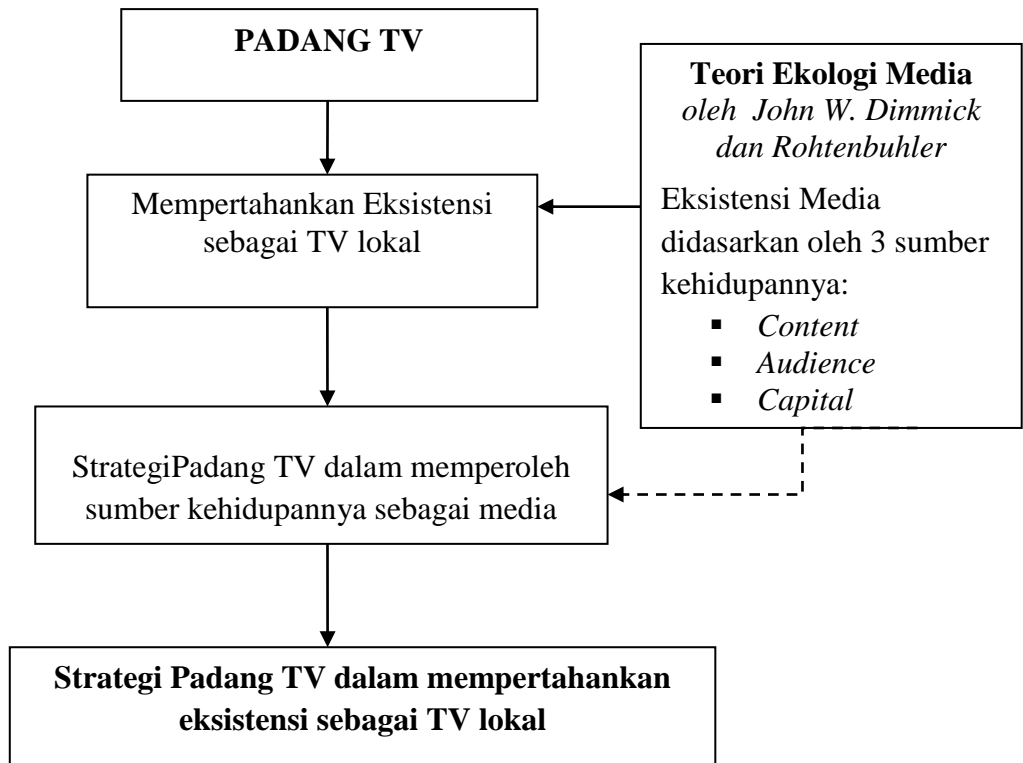 PADANG TV
Teori Ekologi Media
oleh John W. Dimmick
dan Rohtenbuhler
Eksistensi Media
didasarkan oleh 3 sumber
kehidupannya:
▪ Content
▪ Audience
▪ Capital
Mempertahankan Eksistensi
sebagai TV lokal
StrategiPadang TV dalam memperoleh
sumber kehidupannya sebagai media
Strategi Padang TV dalam mempertahankan
eksistensi sebagai TV lokal